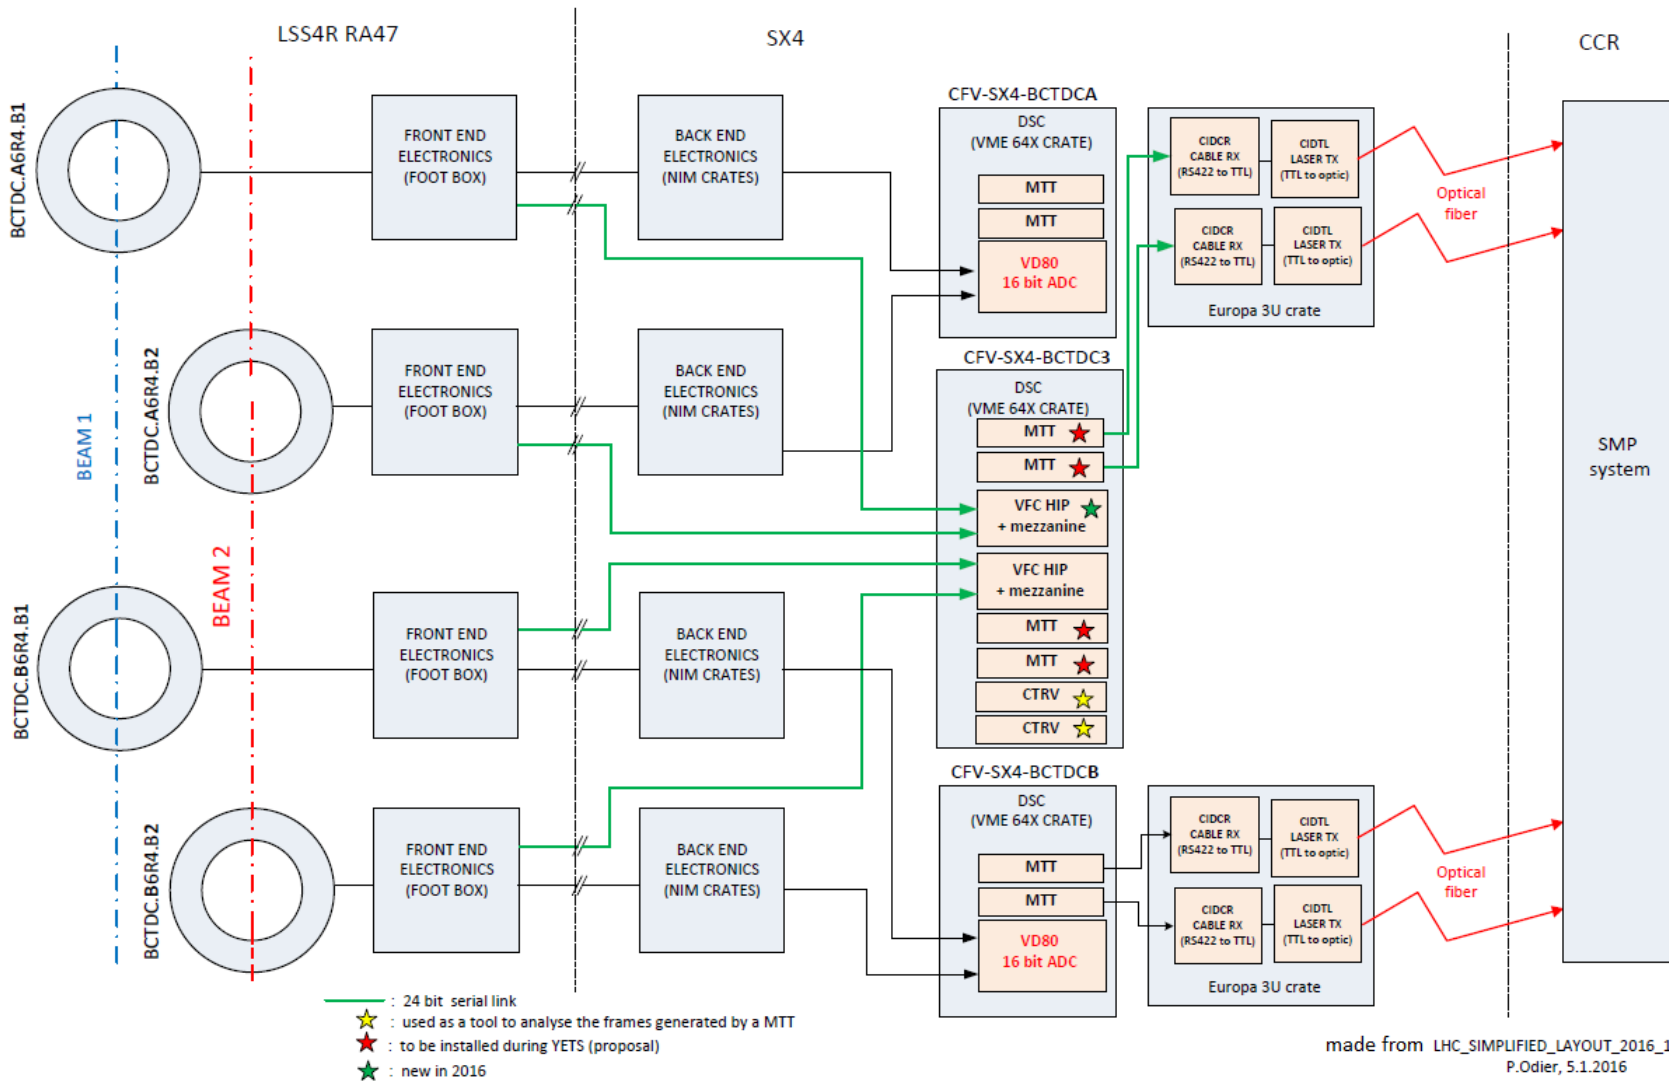 LSS4R RA47
SX4
CCR
BCTDC.A6R4.B1
FRONT END
ELECTRONICS
(FOOT BOX)
BACK END
ELECTRONICS
(NIM CRATES)
CFV-SX4-BCTDCA
DSC
(VME 64X CRATE)
MTT
MTT
VD80
16 bit ADC
CIDCR
CABLE RX
(RS422 to TTL)
CIDTL
LASER TX
(TTL to optic)
CIDCR
CABLE RX
(RS422 to TTL)
CIDTL
LASER TX
(TTL to optic)
Europa 3U crate
Optical
fiber
BCTDC.A6R4.B2
FRONT END
ELECTRONICS
(FOOT BOX)
BACK END
ELECTRONICS
(NIM CRATES)
BEAM 1
BEAM 2
CFV-SX4-BCTDC3
DSC
(VME 64X CRATE)
MTT
MTT
VFC HIP
+ mezzanine
VFC HIP
+ mezzanine
MTT
MTT
CTRV
CTRV
SMP
system
BCTDC.B6R4.B1
FRONT END
ELECTRONICS
(FOOT BOX)
BACK END
ELECTRONICS
(NIM CRATES)
BCTDC.B6R4.B2
FRONT END
ELECTRONICS
(FOOT BOX)
BACK END
ELECTRONICS
(NIM CRATES)
CFV-SX4-BCTDCB
DSC
(VME 64X CRATE)
MTT
MTT
VD80
16 bit ADC
CIDCR
CABLE RX
(RS422 to TTL)
CIDTL
LASER TX
(TTL to optic)
CIDCR
CABLE RX
(RS422 to TTL)
CIDTL
LASER TX
(TTL to optic)
Europa 3U crate
Optical
fiber
: 24 bit serial link
: used as a tool to analyse the frames generated by a MTT
: to be installed during YETS (proposal)
: new in 2016
made from LHC_SIMPLIFIED_LAYOUT_2016_1
P.Odier, 5.1.2016